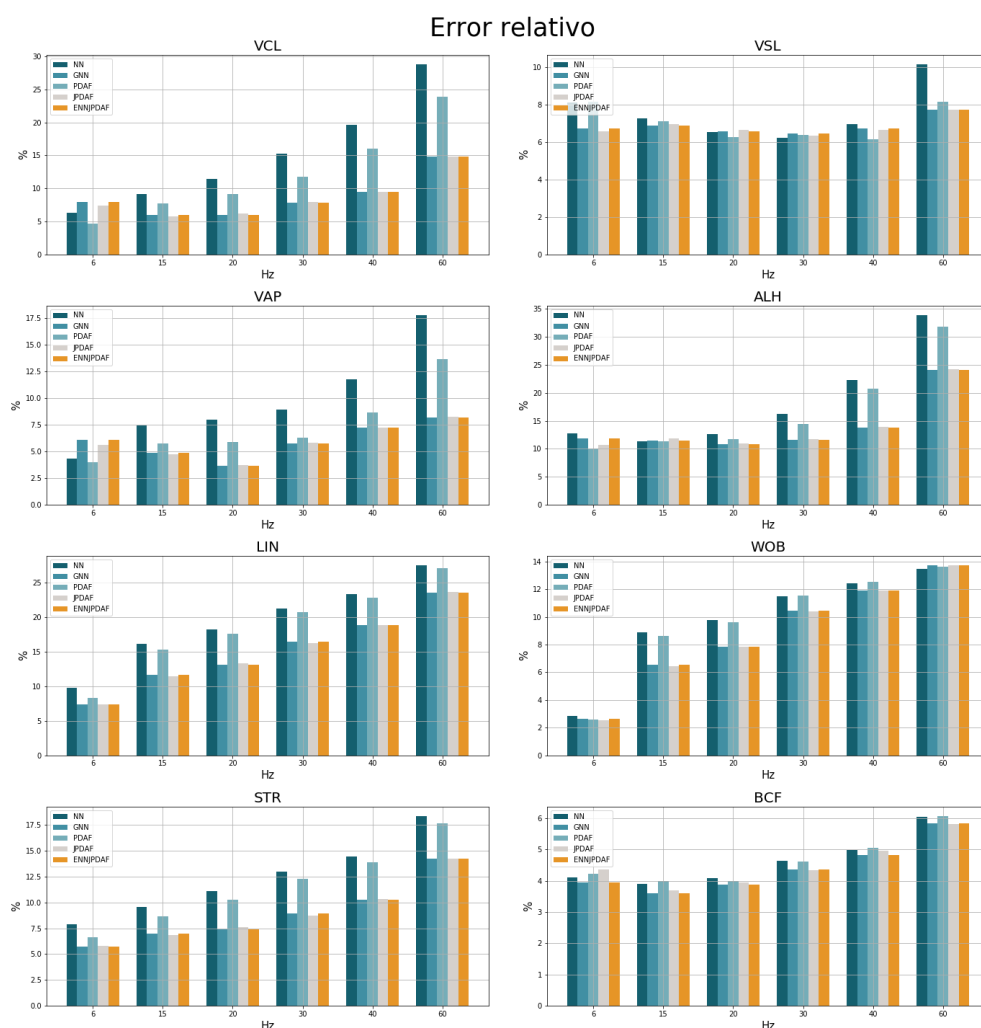 Error relativo
VCL
NN
GNN
PDAF
JPDAF
ENNJPDAF
30
25
20
15
10
5
0
%
6 15 20 30 40 60
Hz
VSL
NN
GNN
PDAF
JPDAF
ENNJPDAF
10
8
6
4
2
0
%
6 15 20 30 40 60
Hz
VAP
NN
GNN
PDAF
JPDAF
ENNJPDAF
17.5
15.0
12.5
10.0
7.5
5.0
2.5
0.0
%
6 15 20 30 40 60
Hz
ALH
NN
GNN
PDAF
JPDAF
ENNJPDAF
35
30
25
20
15
10
5
0
%
6 15 20 30 40 60
Hz
LIN
NN
GNN
PDAF
JPDAF
ENNJPDAF
25
20
15
10
5
0
%
6 15 20 30 40 60
Hz
WOB
NN
GNN
PDAF
JPDAF
ENNJPDAF
14
12
10
8
6
4
2
0
%
6 15 20 30 40 60
Hz
STR
NN
GNN
PDAF
JPDAF
ENNJPDAF
17.5
15.0
12.5
10.0
7.5
5.0
2.5
0.0
%
6 15 20 30 40 60
Hz
BCF
NN
GNN
PDAF
JPDAF
ENNJPDAF
6
5
4
3
2
1
0
%
6 15 20 30 40 60
Hz